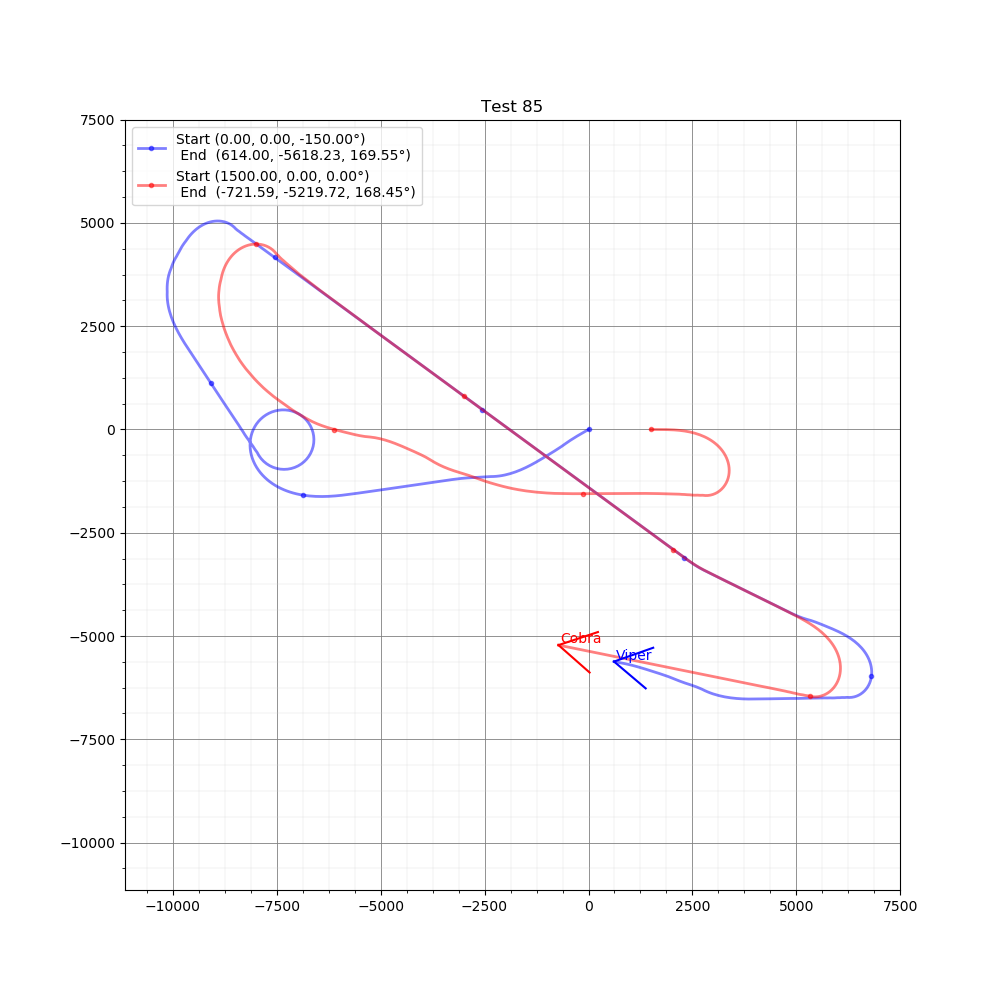 Test 85
Start (0.00, 0.00, -150.00°)
End  (614.00, -5618.23, 169.55°)
Start (1500.00, 0.00, 0.00°)
End  (-721.59, -5219.72, 168.45°)
7500
5000
2500
0
−2500
−5000
−7500
−10000
Cobra
Viper
−10000 −7500 −5000 −2500 0 2500 5000 7500